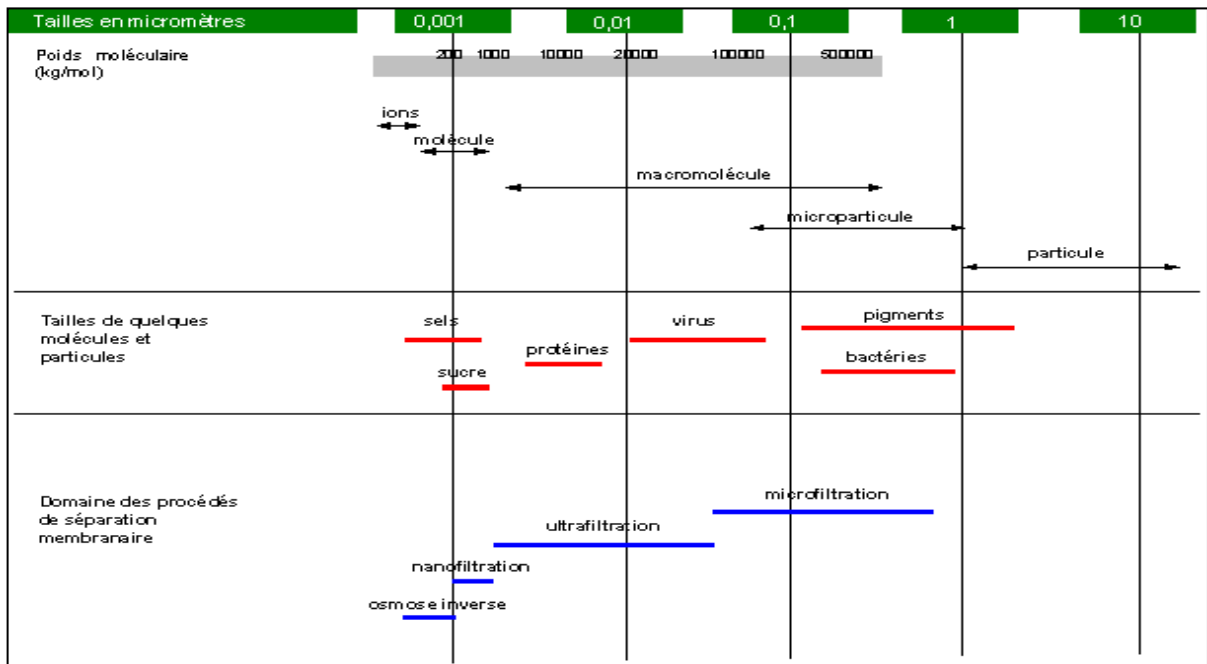 Tailles en micromètres 0,001 0,01 0,1 1 10
Poids moléculaire 200 1000 10000 20000 100000 500000
(kg/mol)
ions
molécule
macromolécule
microparticule
particule
Tailles de quelques
molécules et
particules
sels
virus
pigments
protéines
bactéries
sucre
Domaine des procédés
de séparation
membranaire
microfiltration
ultrafiltration
nanofiltration
osmose inverse